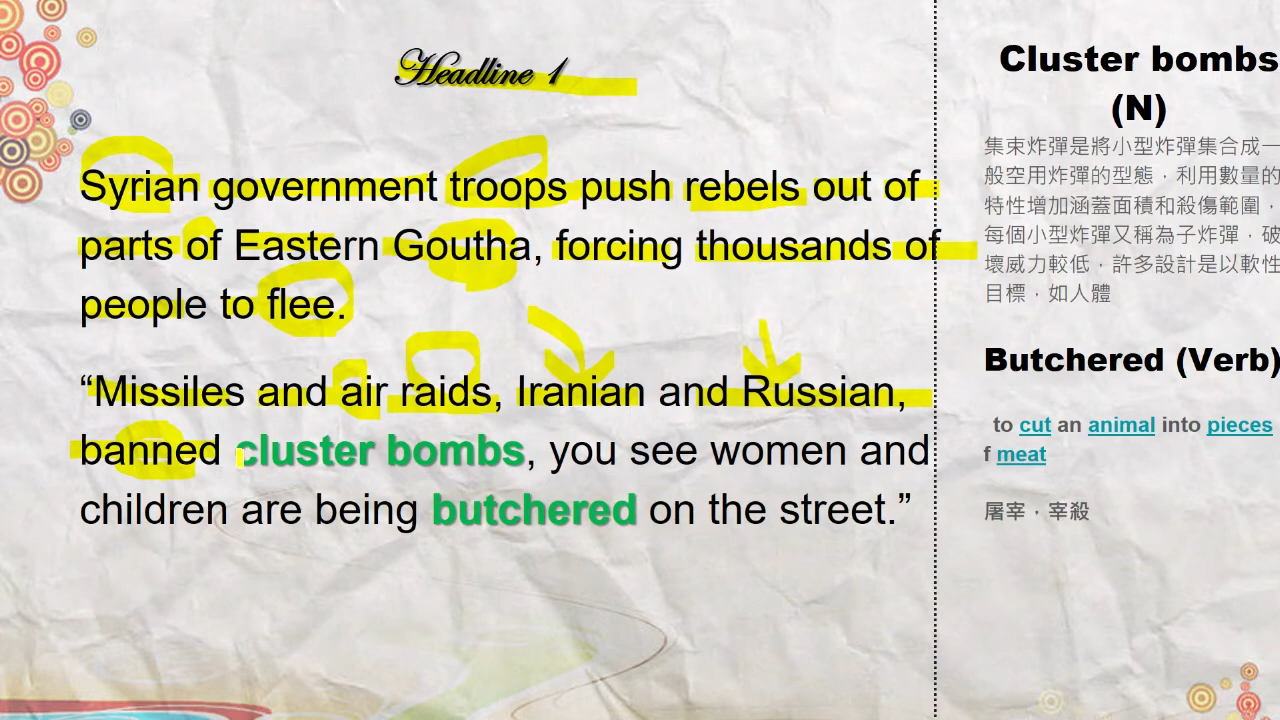 Headline 1
Syrian government troops push rebels out of
parts of Eastern Goutha, forcing thousands of
people to flee.
“Missiles and air raids, Iranian and Russian,
banned cluster bombs, you see women and
children are being butchered on the street.”
Cluster bombs
(N)
集束炸彈是將小型炸彈集合成一
般空用炸彈的型態，利用數量的
特性增加涵蓋面積和殺傷範圍，
每個小型炸彈又稱為子炸彈，破
壞威力較低，許多設計是以軟性
目標，如人體
Butchered (Verb)
to cut an animal into pieces
f meat
屠宰，宰殺